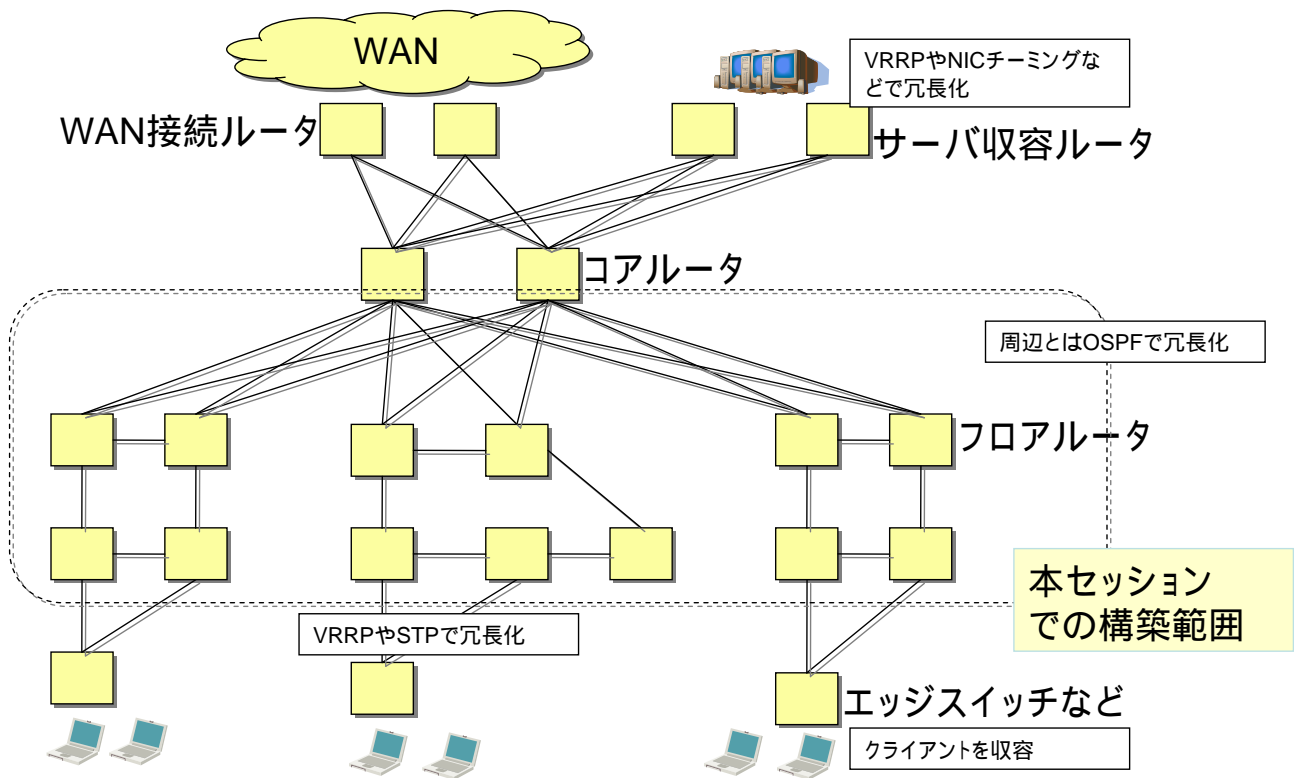 WAN
VRRPやNICチーミングな
どで冗長化
WAN接続ルータ
サーバ収容ルータ
コアルータ
周辺とはOSPFで冗長化
フロアルータ
本セッション
での構築範囲
VRRPやSTPで冗長化
エッジスイッチなど
クライアントを収容